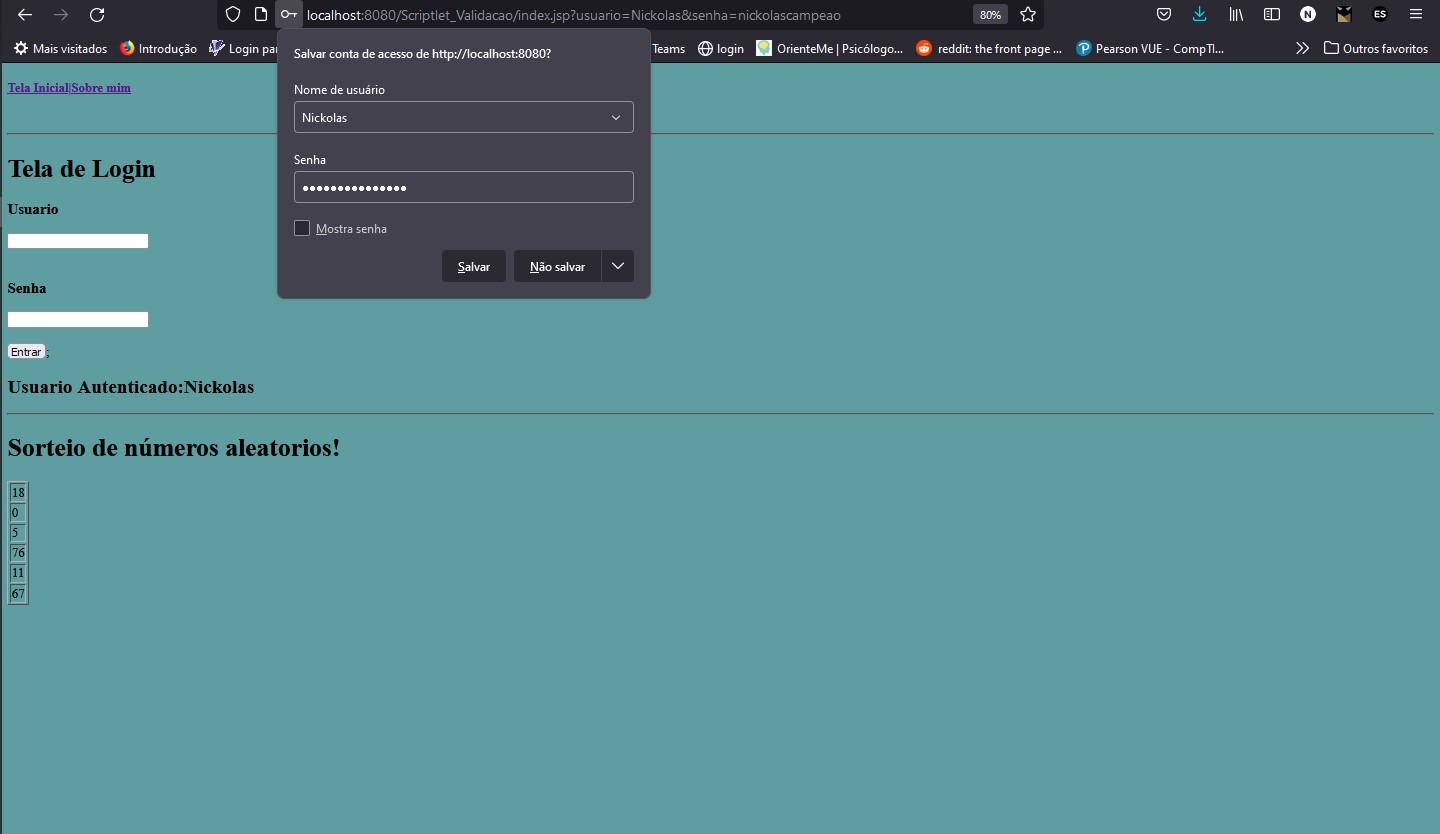 localhost:8080/Scriptlet_Validacao/index.jsp?usuario=Nickolas&senha=nickolascampeao
80%
N
ES
Mais visitados
Introdução
Login par
Teams
login
OrienteMe | Psicólogo...
reddit: the front page ...
Pearson VUE - CompTI...
Outros favoritos
Salvar conta de acesso de http://localhost:8080?
Nome de usuário
Nickolas
Senha
Mostra senha
Salvar
Não salvar
Tela Inicial|Sobre mim
Tela de Login
Usuario
Senha
Entrar ;
Usuario Autenticado:Nickolas
Sorteio de números aleatorios!
18
0
5
76
11
67